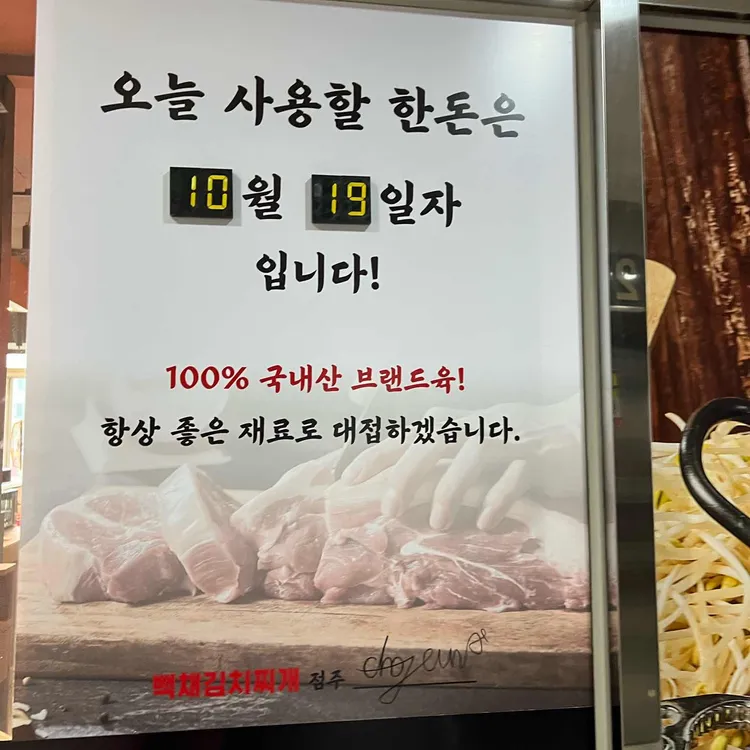 오늘 사용할 한돈은
10월 19일자
입니다!
100% 국내산 브랜드육!
항상 좋은 재료로 대접하겠습니다.
빽채김치찌개 점주